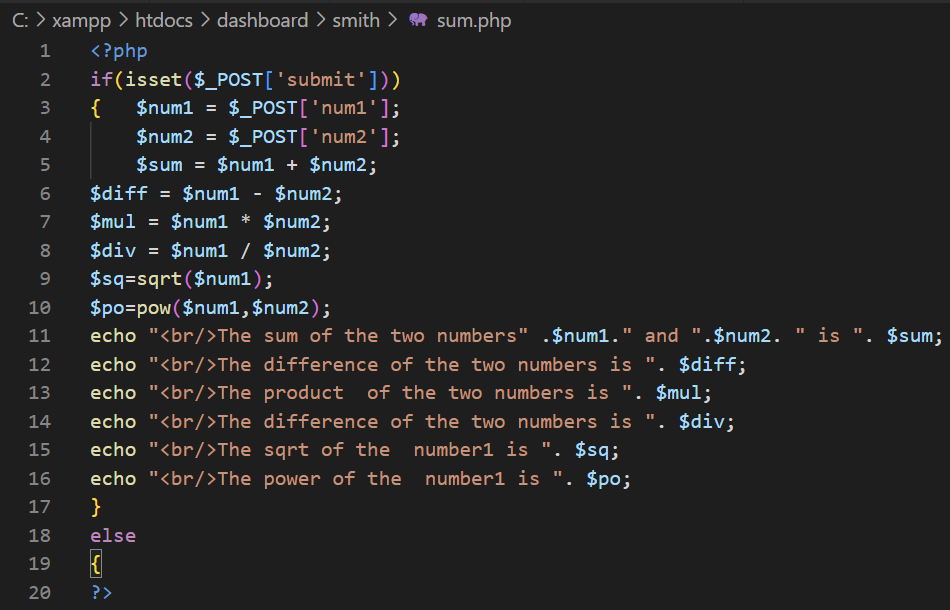 C: > xampp > htdocs > dashboard > smith > sum.php
1 <?php
2 if(isset($_POST['submit']))
3 {   $num1 = $_POST['num1'];
4     $num2 = $_POST['num2'];
5     $sum = $num1 + $num2;
6 $diff = $num1 - $num2;
7 $mul = $num1 * $num2;
8 $div = $num1 / $num2;
9 $sq=sqrt($num1);
10 $po=pow($num1,$num2);
11 echo "<br/>The sum of the two numbers" .$num1." and ".$num2. " is ". $sum;
12 echo "<br/>The difference of the two numbers is ". $diff;
13 echo "<br/>The product  of the two numbers is ". $mul;
14 echo "<br/>The difference of the two numbers is ". $div;
15 echo "<br/>The sqrt of the  number1 is ". $sq;
16 echo "<br/>The power of the  number1 is ". $po;
17 }
18 else
19 {
20 ?>